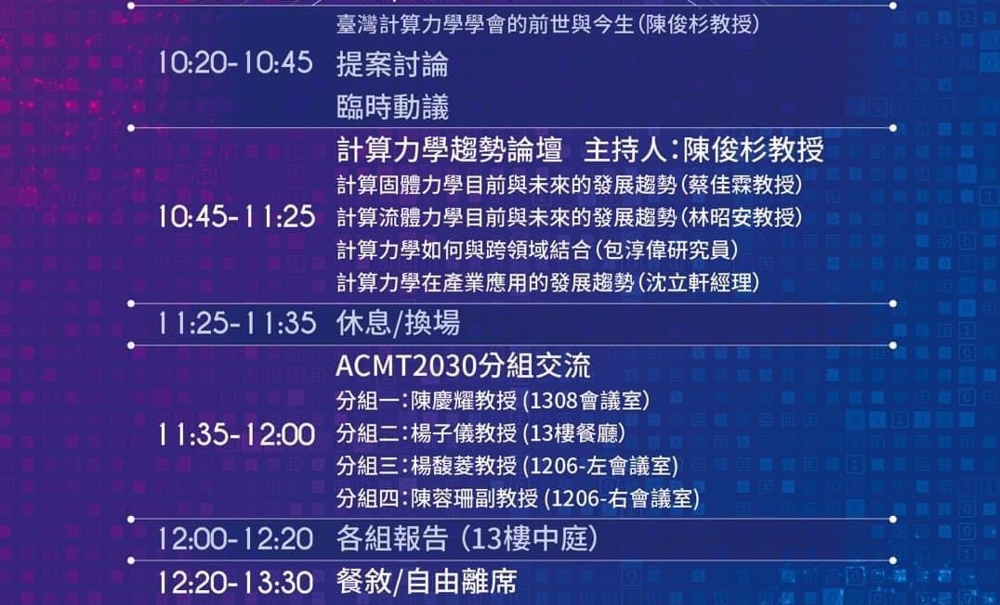 臺灣計算力學學會的前世與今生(陳俊杉教授)
10:20-10:45 提案討論
臨時動議
計算力學趨勢論壇 主持人:陳俊杉教授
計算固體力學目前與未來的發展趨勢(蔡佳霖教授)
10:45-11:25 計算流體力學目前與未來的發展趨勢(林昭安教授)
計算力學如何與跨領域結合(包淳偉研究員)
計算力學在產業應用的發展趨勢(沈立軒經理)
11:25-11:35 休息/換場
ACMT2030分組交流
分組一:陳慶耀教授 (1308會議室)
11:35-12:00 分組二:楊子儀教授 (13樓餐廳)
分組三:楊馥菱教授 (1206-左會議室)
分組四:陳蓉珊副教授 (1206-右會議室)
12:00-12:20 各組報告 (13樓中庭)
12:20-13:30 餐敘/自由離席